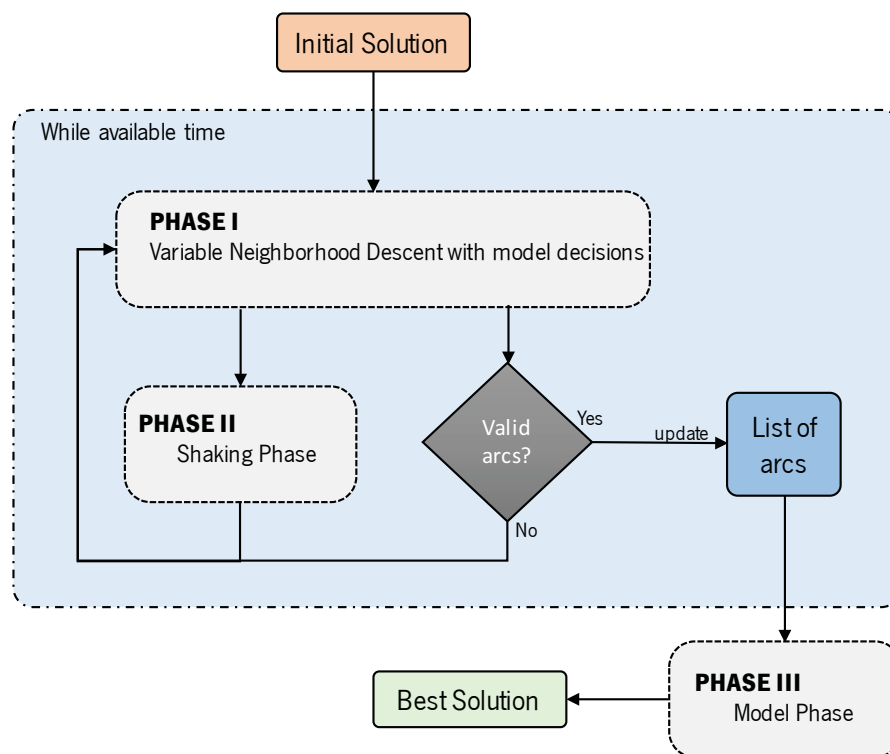 Initial Solution
While available time
PHASE I
Variable Neighborhood Descent with model decisions
PHASE II
Shaking Phase
Valid
arcs?
Yes
update
List of
arcs
No
PHASE III
Model Phase
Best Solution